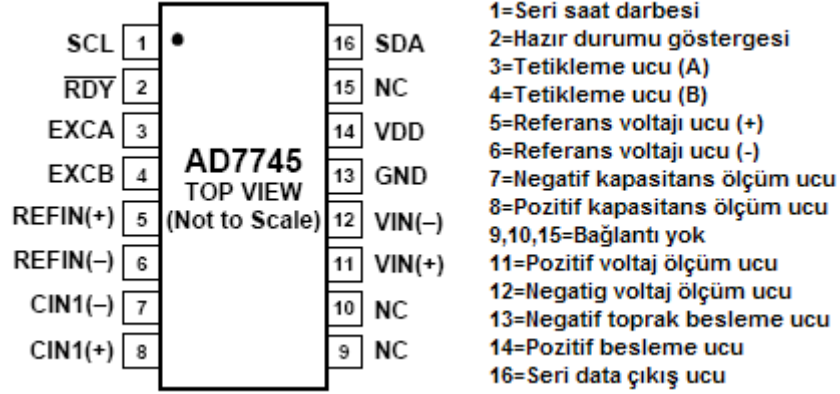 SCL 1
RDY 2
EXCA 3
EXCB 4
REFIN(+) 5
REFIN(–) 6
CIN1(–) 7
CIN1(+) 8
AD7745
TOP VIEW
(Not to Scale)
16 SDA
15 NC
14 VDD
13 GND
12 VIN(–)
11 VIN(+)
10 NC
9 NC
1=Seri saat darbesi
2=Hazır durumu göstergesi
3=Tetikleme ucu (A)
4=Tetikleme ucu (B)
5=Referans voltajı ucu (+)
6=Referans voltajı ucu (-)
7=Negatif kapasitans ölçüm ucu
8=Pozitif kapasitans ölçüm ucu
9,10,15=Bağlantı yok
11=Pozitif voltaj ölçüm ucu
12=Negatig voltaj ölçüm ucu
13=Negatif toprak besleme ucu
14=Pozitif besleme ucu
16=Seri data çıkış ucu